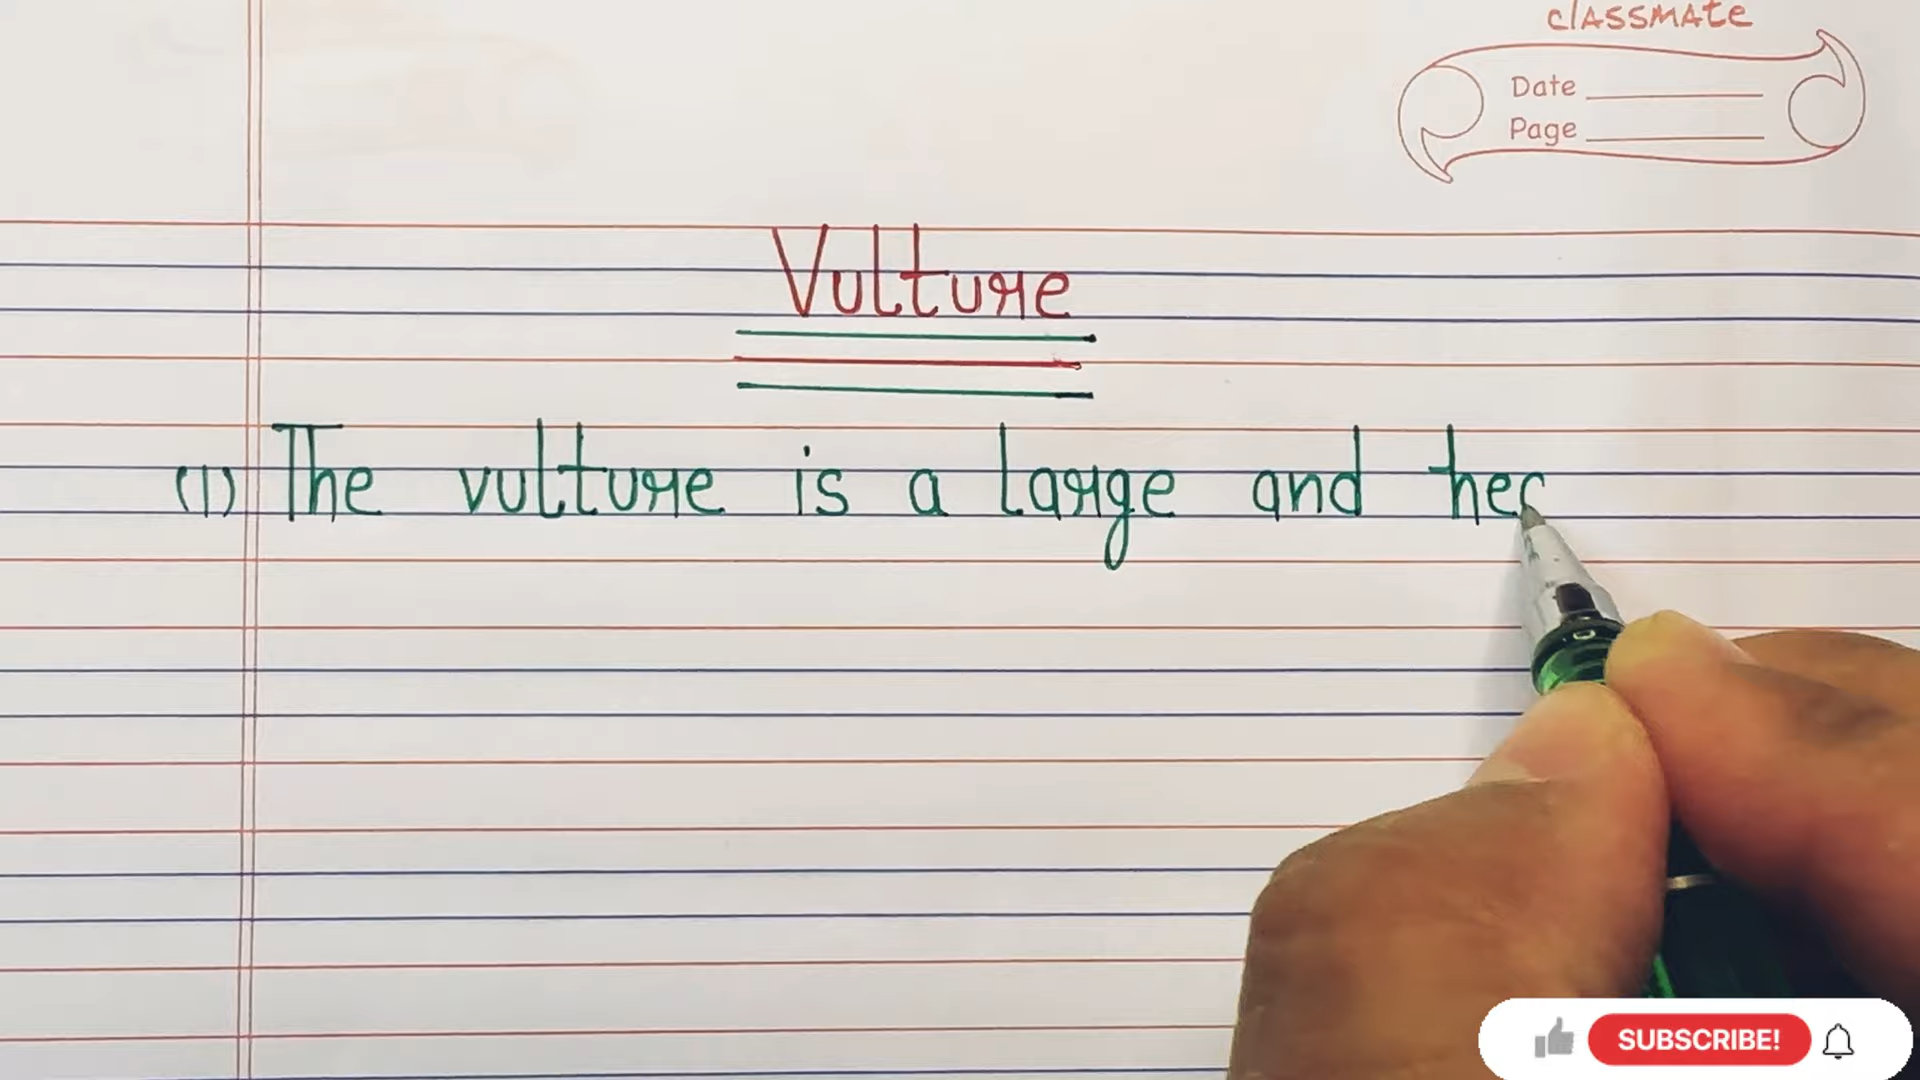 classmate
Date
Page
Vulture
(1) The vulture is a large and hea
SUBSCRIBE!